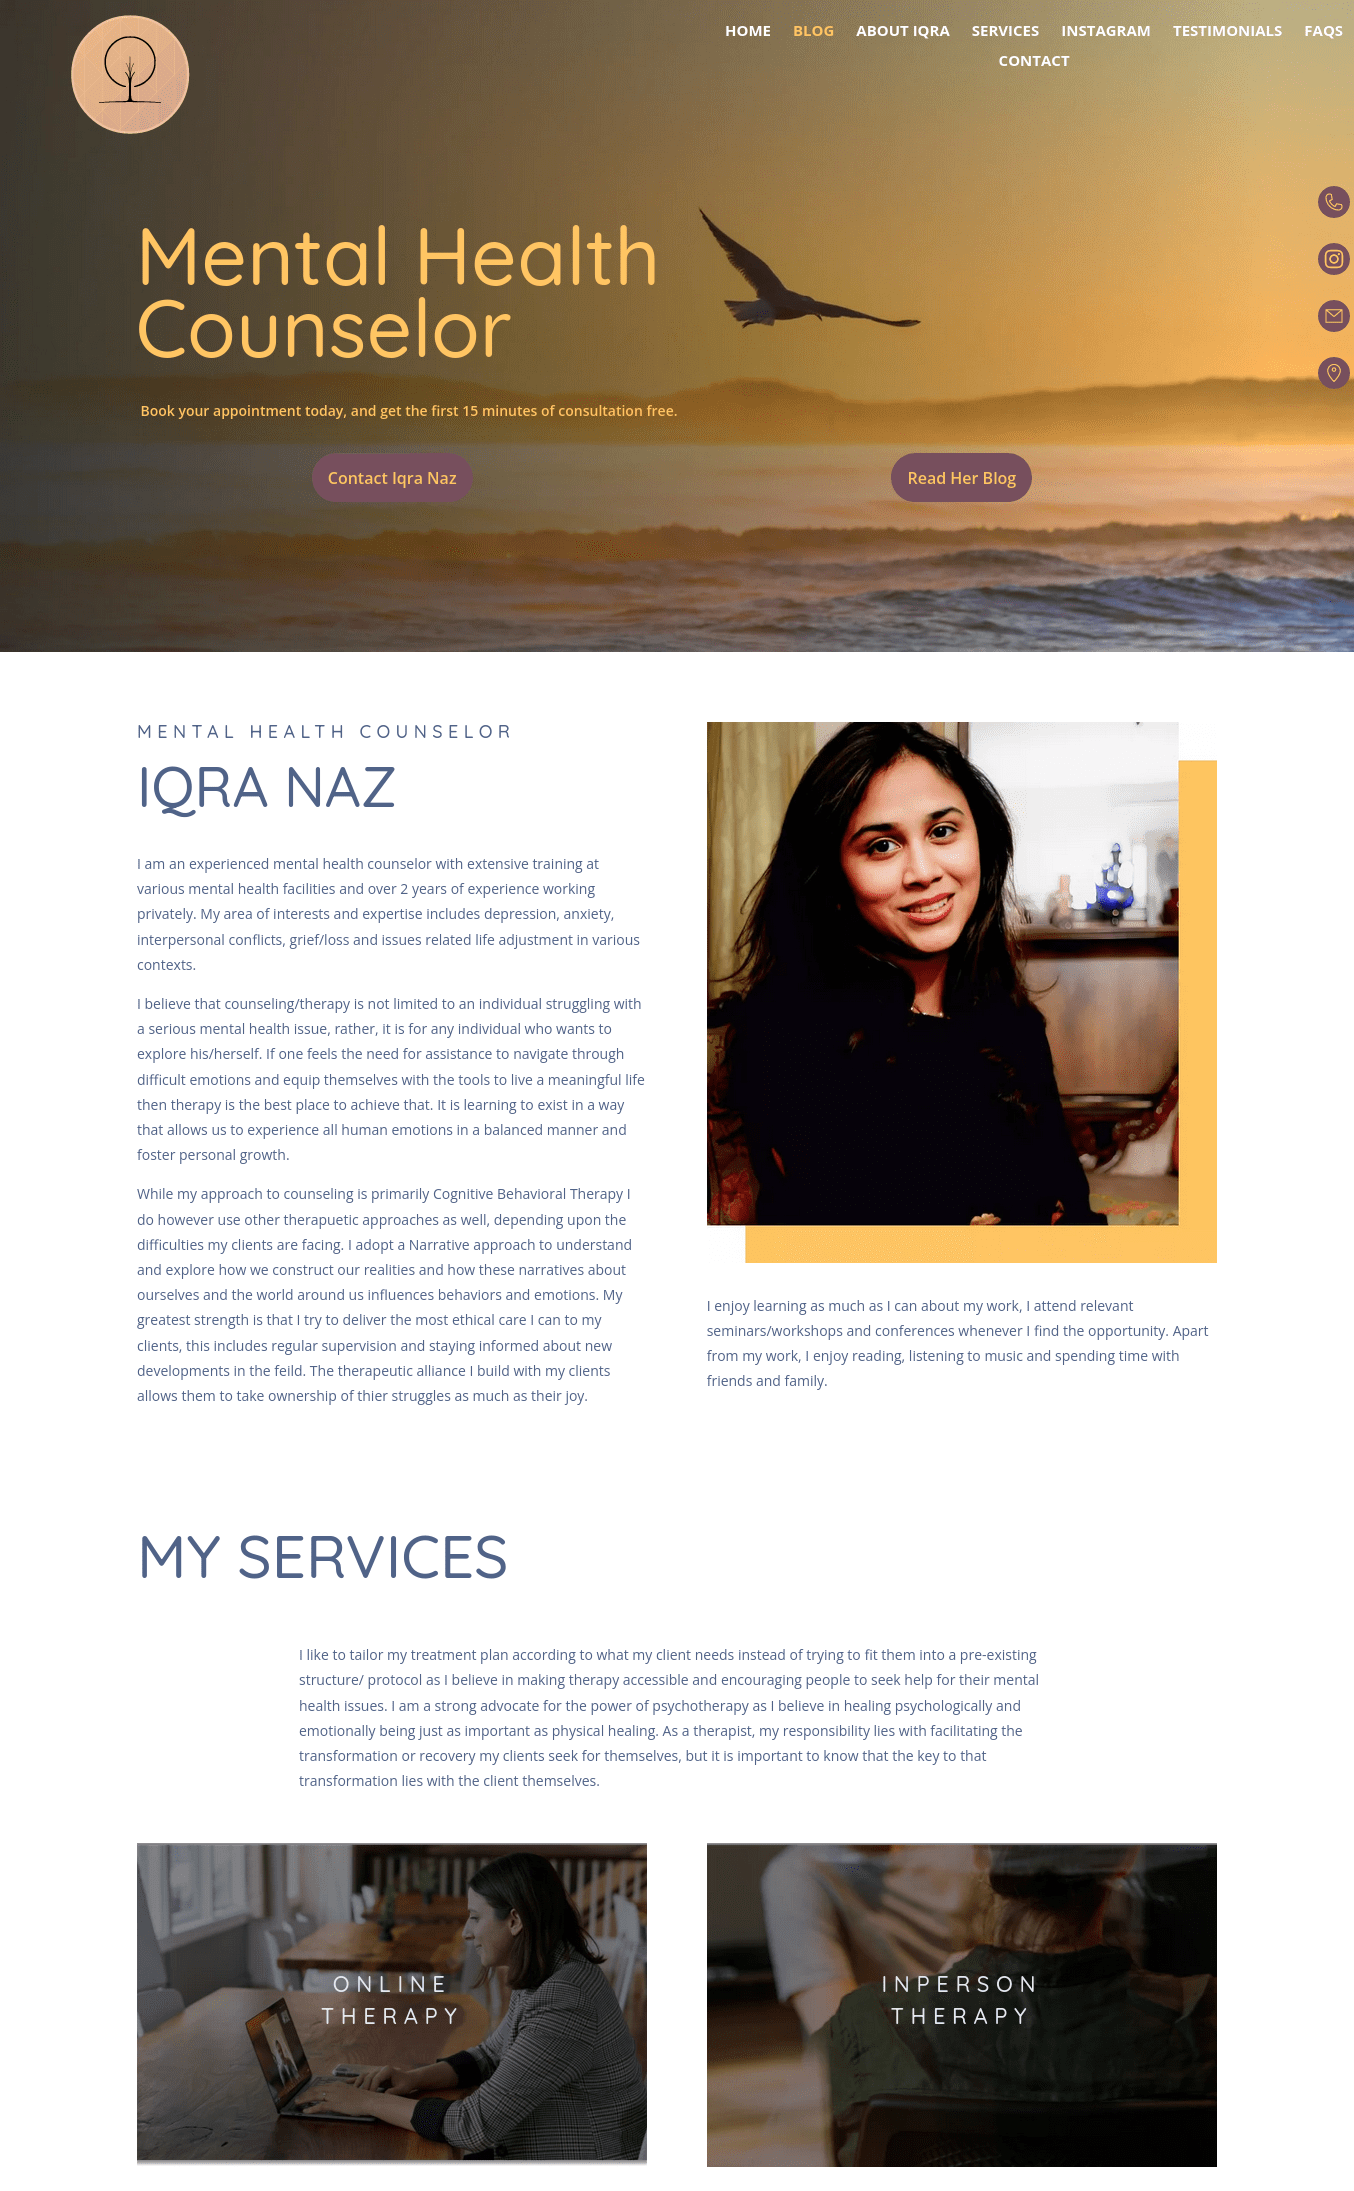 HOME BLOG ABOUT IQRA SERVICES INSTAGRAM TESTIMONIALS FAQS
CONTACT
Mental Health
Counselor
Book your appointment today, and get the first 15 minutes of consultation free.
Contact Iqra Naz
Read Her Blog
MENTAL HEALTH COUNSELOR
IQRA NAZ
I am an experienced mental health counselor with extensive training at
various mental health facilities and over 2 years of experience working
privately. My area of interests and expertise includes depression, anxiety,
interpersonal conflicts, grief/loss and issues related life adjustment in various
contexts.
I believe that counseling/therapy is not limited to an individual struggling with
a serious mental health issue, rather, it is for any individual who wants to
explore his/herself. If one feels the need for assistance to navigate through
difficult emotions and equip themselves with the tools to live a meaningful life
then therapy is the best place to achieve that. It is learning to exist in a way
that allows us to experience all human emotions in a balanced manner and
foster personal growth.
While my approach to counseling is primarily Cognitive Behavioral Therapy I
do however use other therapuetic approaches as well, depending upon the
difficulties my clients are facing. I adopt a Narrative approach to understand
and explore how we construct our realities and how these narratives about
ourselves and the world around us influences behaviors and emotions. My
greatest strength is that I try to deliver the most ethical care I can to my
clients, this includes regular supervision and staying informed about new
developments in the feild. The therapeutic alliance I build with my clients
allows them to take ownership of thier struggles as much as their joy.
I enjoy learning as much as I can about my work, I attend relevant
seminars/workshops and conferences whenever I find the opportunity. Apart
from my work, I enjoy reading, listening to music and spending time with
friends and family.
MY SERVICES
I like to tailor my treatment plan according to what my client needs instead of trying to fit them into a pre-existing
structure/ protocol as I believe in making therapy accessible and encouraging people to seek help for their mental
health issues. I am a strong advocate for the power of psychotherapy as I believe in healing psychologically and
emotionally being just as important as physical healing. As a therapist, my responsibility lies with facilitating the
transformation or recovery my clients seek for themselves, but it is important to know that the key to that
transformation lies with the client themselves.
ONLINE
THERAPY
INPERSON
THERAPY